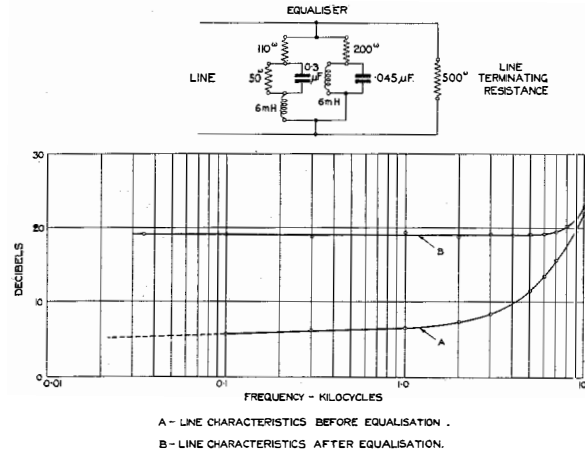 EQUALISER
110ω
200ω
LINE
50ω
0.3 µF
.045 µF.
6mH
6mH
500ω
LINE TERMINATING RESISTANCE
30
20
10
0
DECIBELS
B
A
0.01
0.1
1.0
10
FREQUENCY - KILOCYCLES
A - LINE CHARACTERISTICS BEFORE EQUALISATION .
B - LINE CHARACTERISTICS AFTER EQUALISATION.